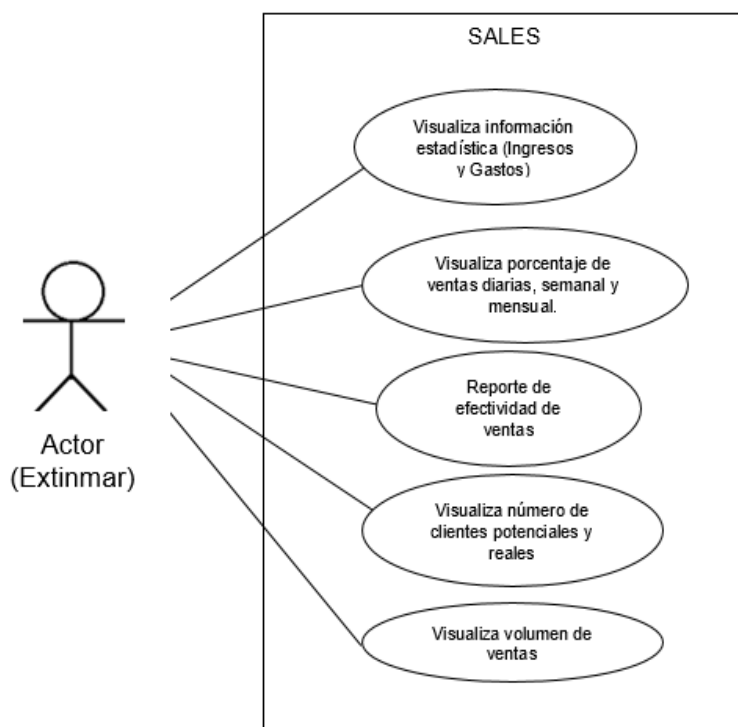 SALES
Visualiza información
estadística (Ingresos
y Gastos)
Visualiza porcentaje de
ventas diarias, semanal y
mensual.
Reporte de
efectividad de
ventas
Actor
(Extinmar)
Visualiza número de
clientes potenciales y
reales
Visualiza volumen de
ventas